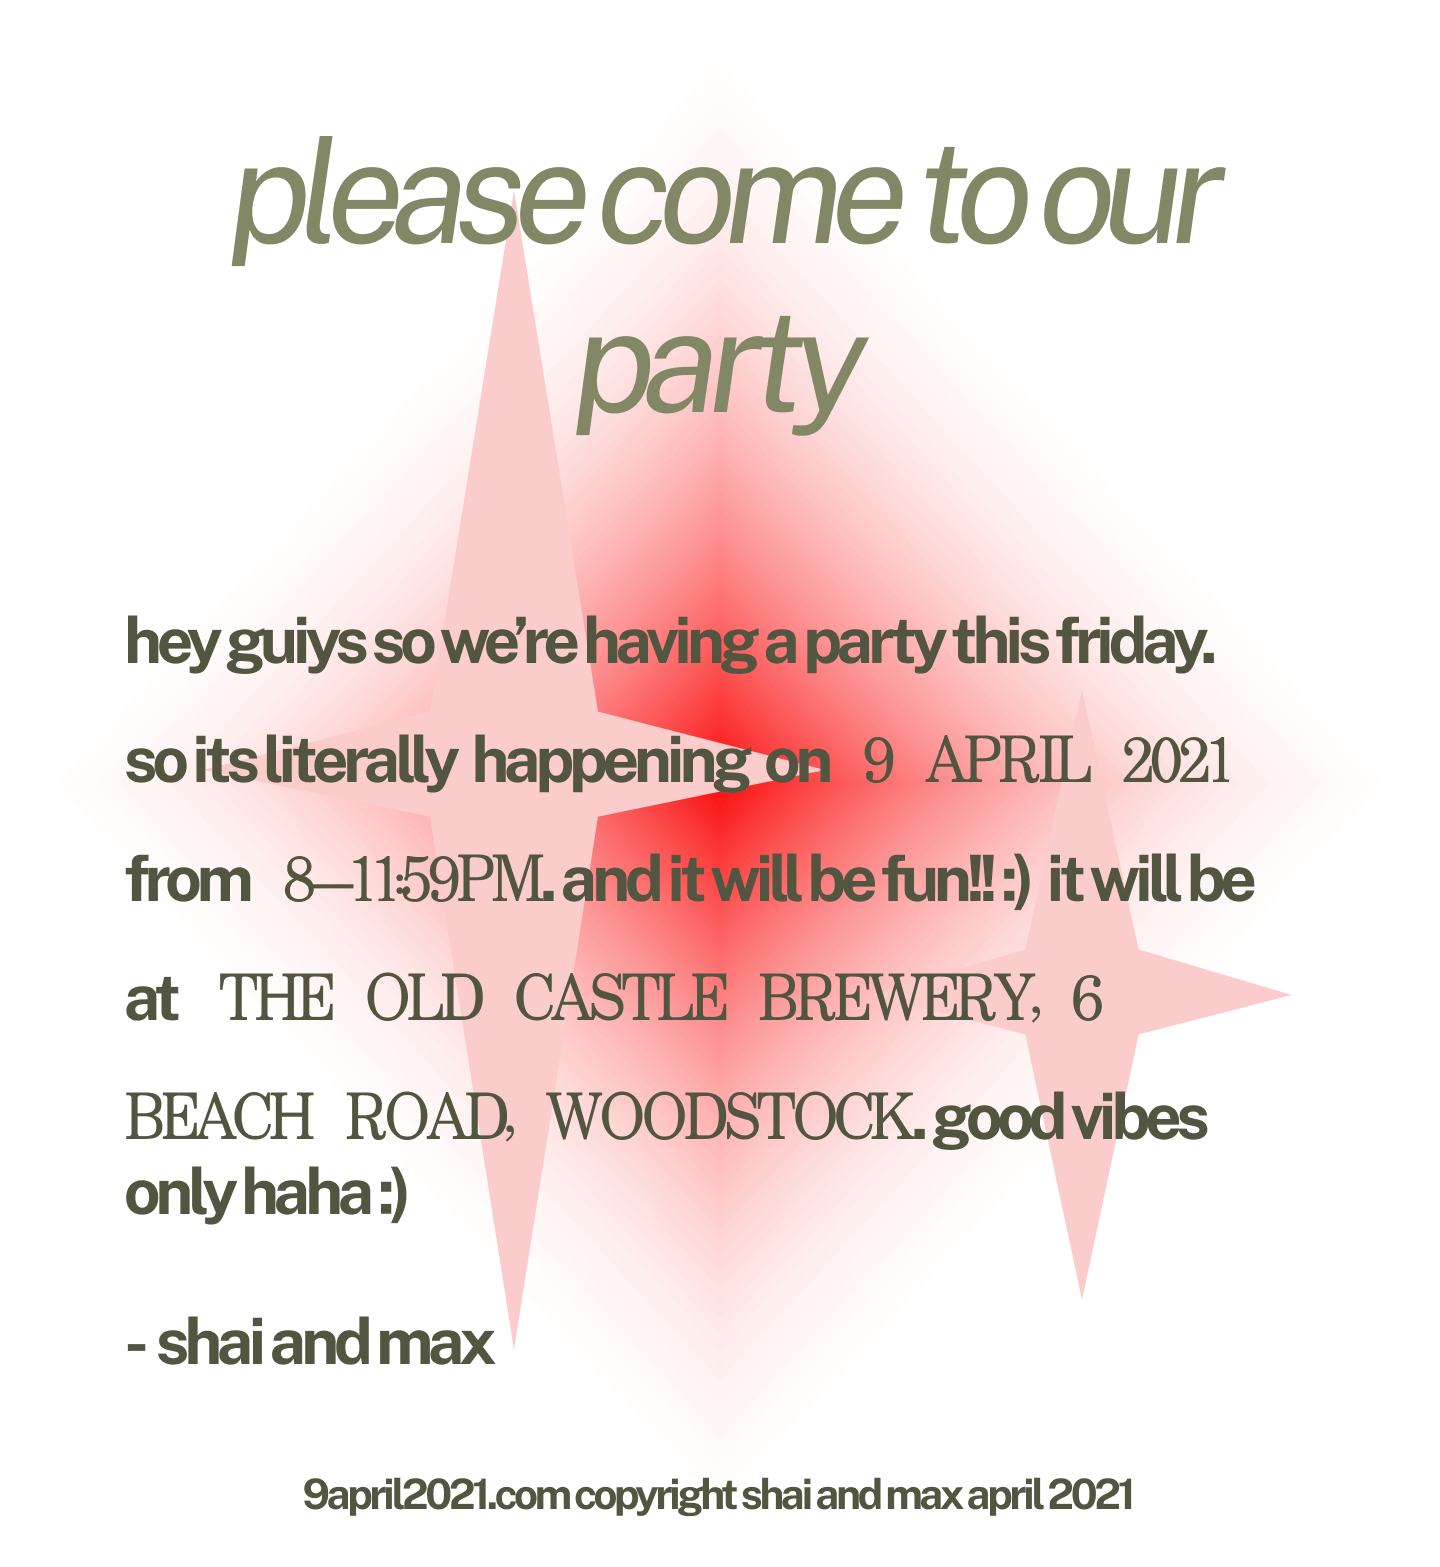 please come to our
party
hey guiys so we’re having a party this friday.
so its literally happening on 9 APRIL 2021
from 8–11:59PM. and it will be fun!! :) it will be
at THE OLD CASTLE BREWERY, 6
BEACH ROAD, WOODSTOCK. good vibes
only haha :)
- shai and max
9april2021.com copyright shai and max april 2021